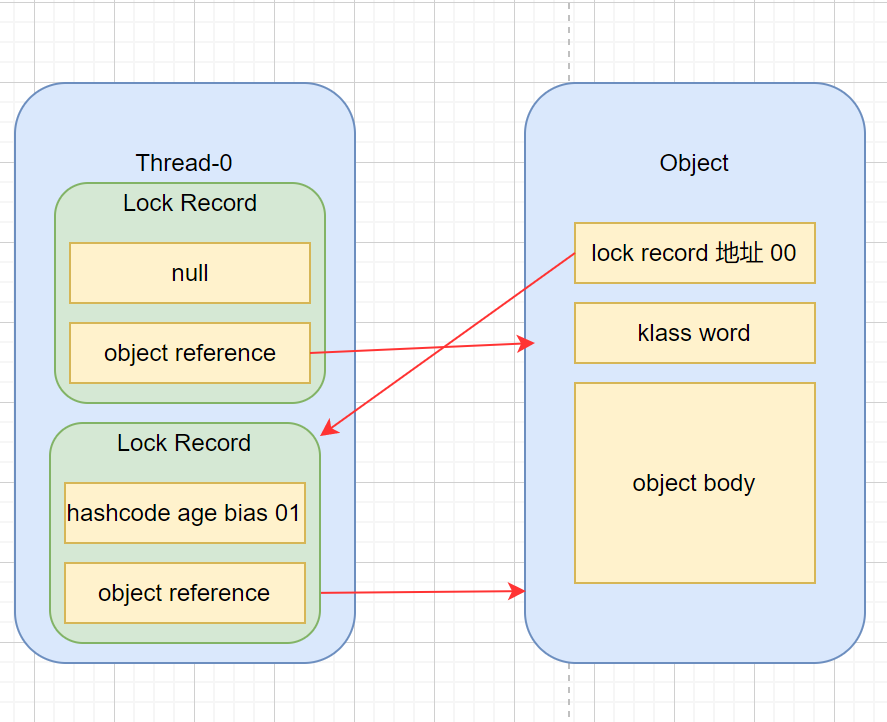 Thread-0
Lock Record
null
object reference
Lock Record
hashcode age bias 01
object reference
Object
lock record 地址 00
klass word
object body